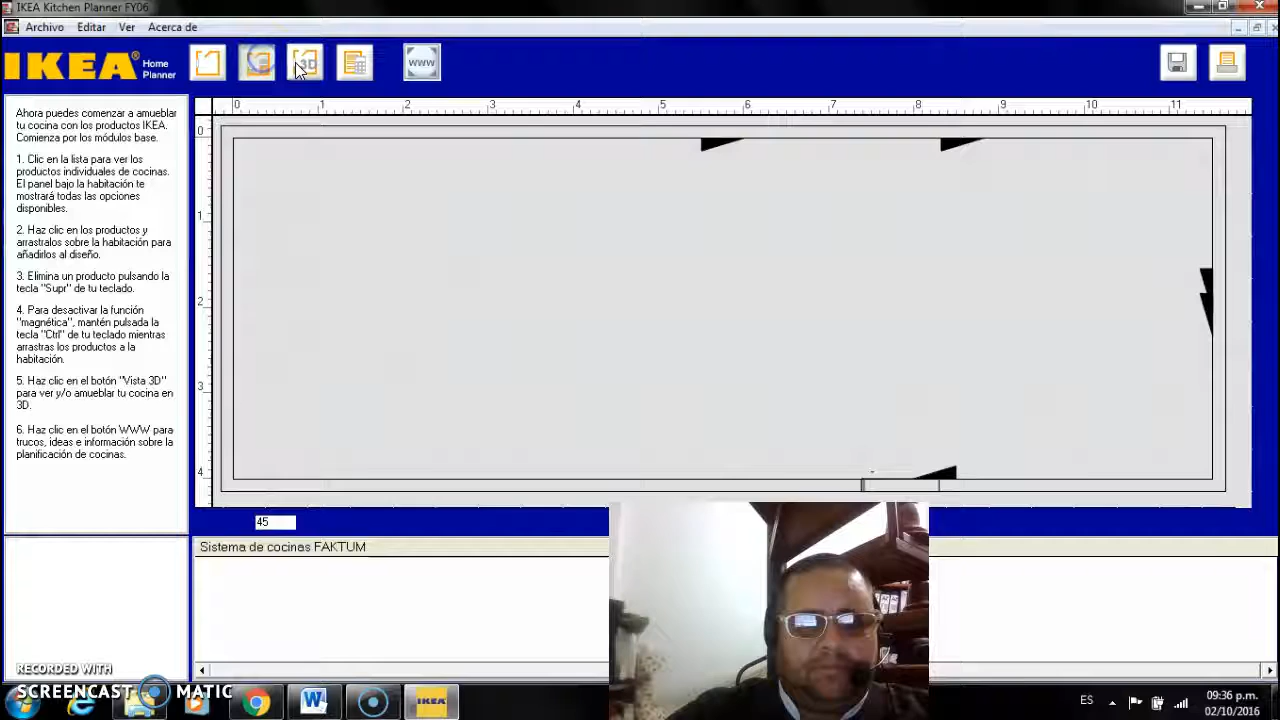 IKEA Kitchen Planner FY06
Archivo Editar Ver Acerca de
IKEA® Home Planner
3D
www
Ahora puedes comenzar a amueblar
tu cocina con los productos IKEA.
Comienza por los módulos base.
1. Clic en la lista para ver los
productos individuales de cocinas.
El panel bajo la habitación te
mostrará todas las opciones
disponibles.
2. Haz clic en los productos y
arrastralos sobre la habitación para
añadirlos al diseño.
3. Elimina un producto pulsando la
tecla "Supr" de tu teclado.
4. Para desactivar la función
"magnética", mantén pulsada la
tecla "Ctrl" de tu teclado mientras
arrastras los productos a la
habitación.
5. Haz clic en el botón "Vista 3D"
para ver y/o amueblar tu cocina en
3D.
6. Haz clic en el botón WWW para
trucos, ideas e información sobre la
planificación de cocinas.
0 1 2 3 4 5 6 7 8 9 10 11
0
1
2
3
4
45
Sistema de cocinas FAKTUM
RECORDED WITH
SCREENCAST MATIC
IKEA
ES
09:36 p.m.
02/10/2016